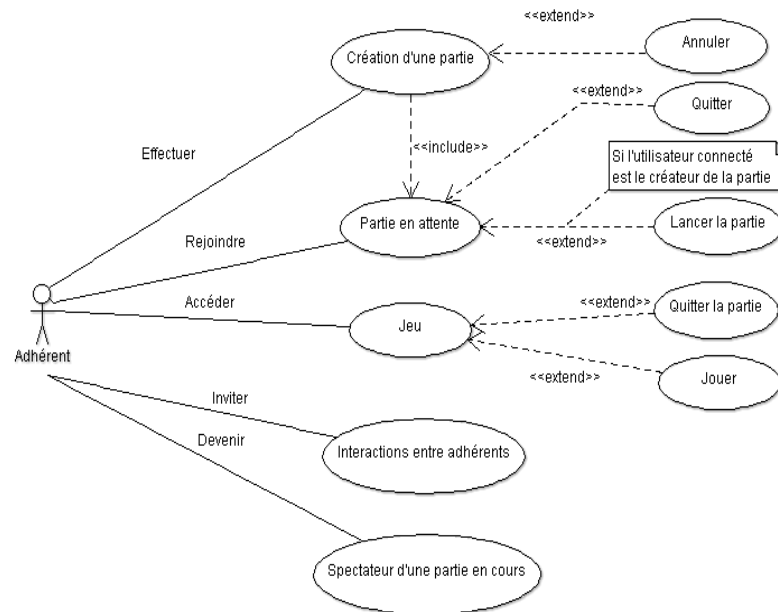 <<extend>>
Annuler
Création d'une partie
<<extend>>
Quitter
Effectuer
<<include>>
Si l'utilisateur connecté
est le créateur de la partie
Partie en attente
Lancer la partie
<<extend>>
Rejoindre
Accéder
<<extend>>
Quitter la partie
Jeu
Adhérent
<<extend>>
Jouer
Inviter
Devenir
Interactions entre adhérents
Spectateur d'une partie en cours